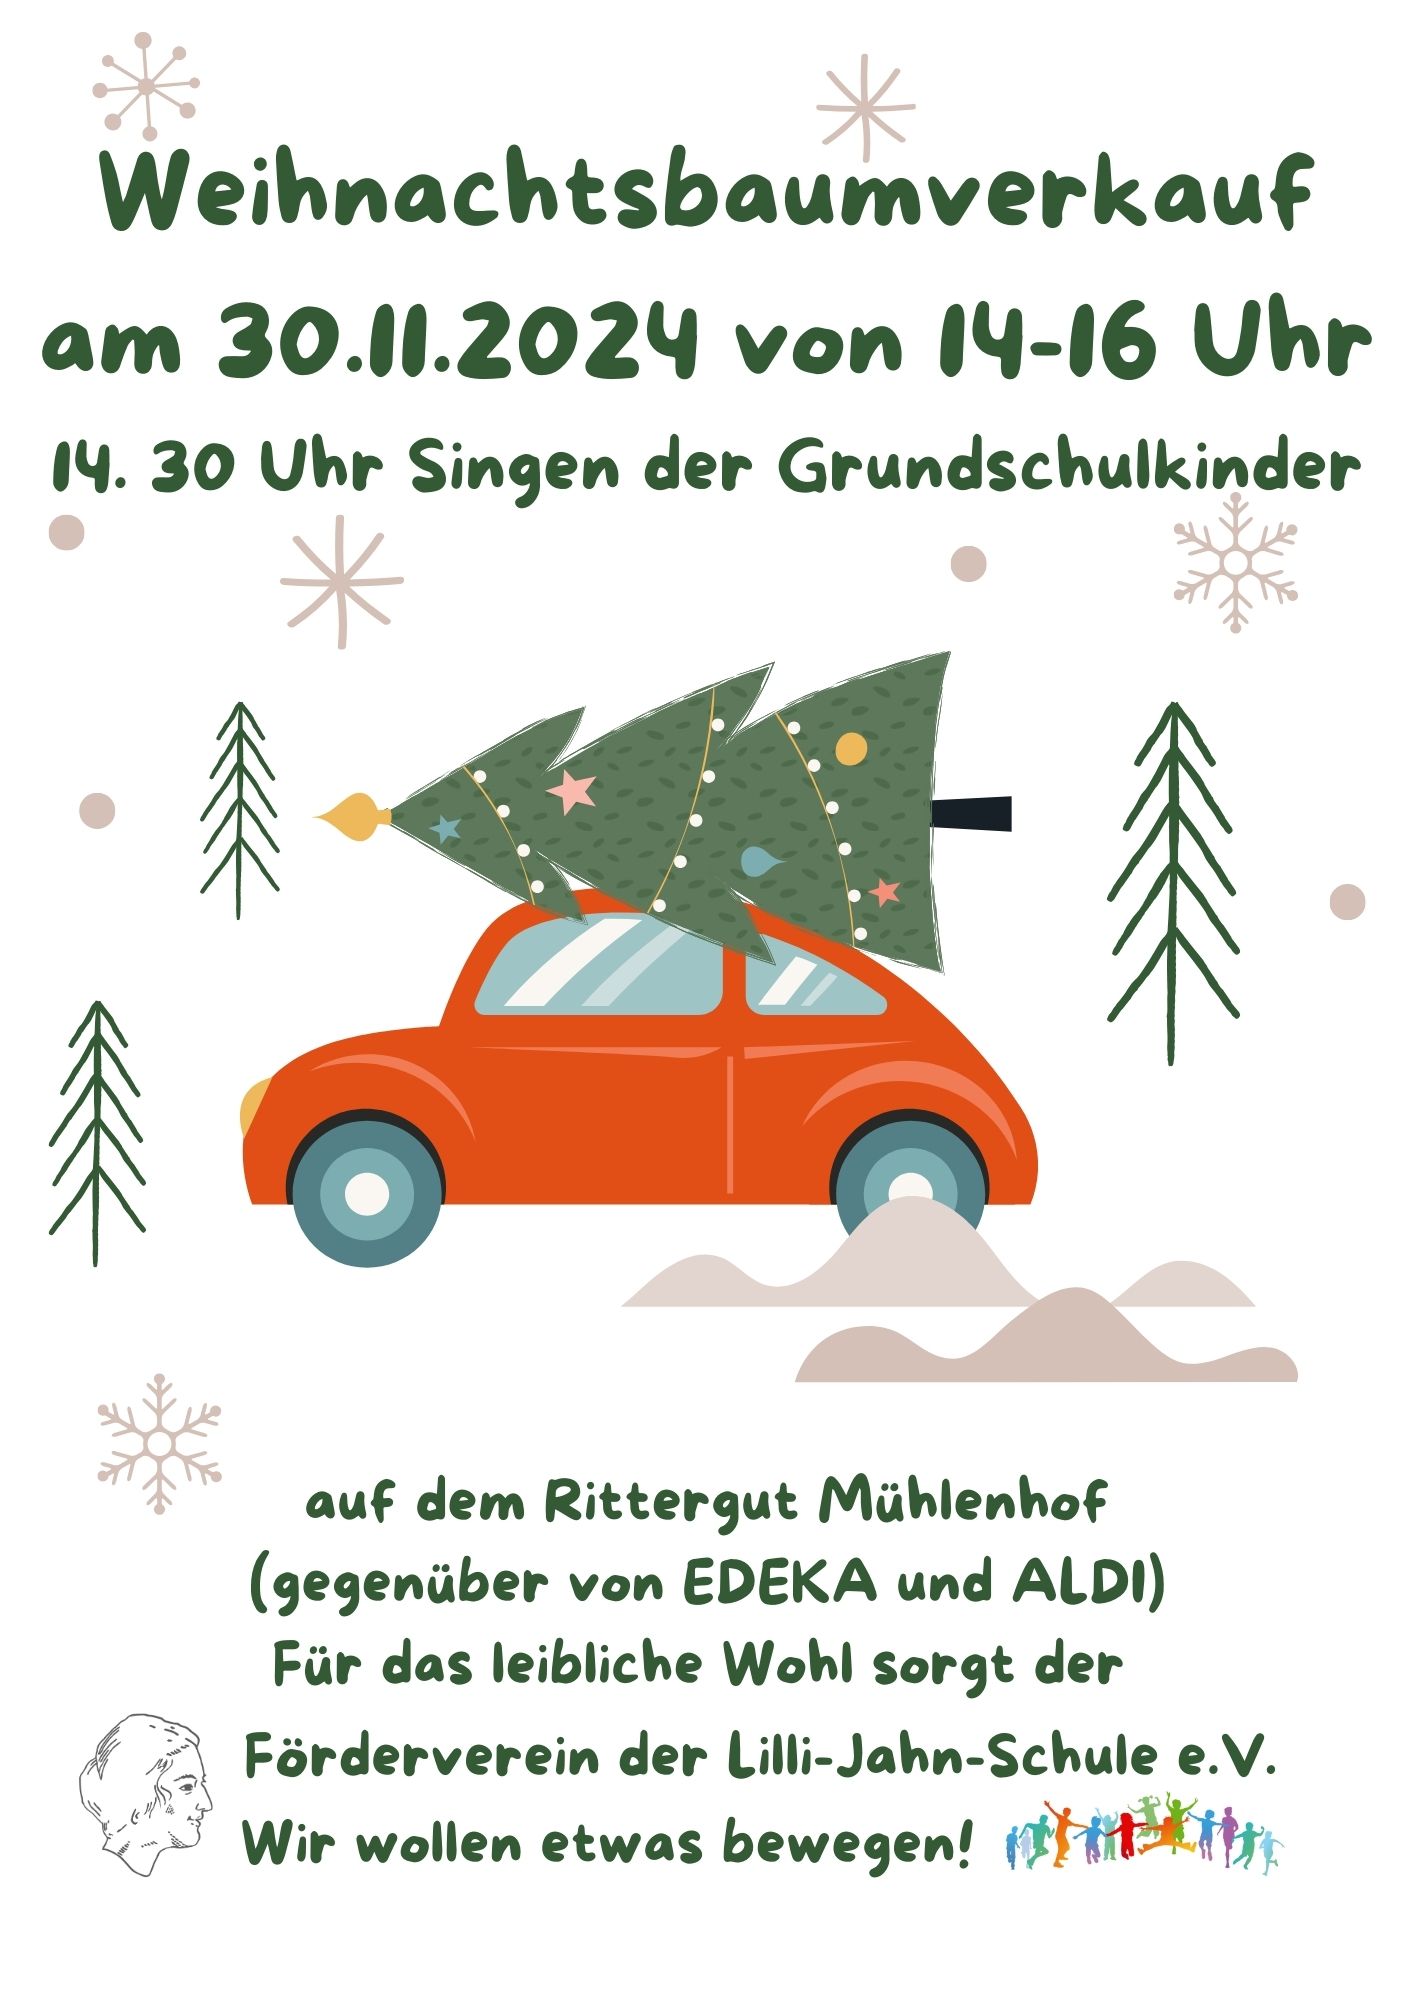 Weihnachtsbaumverkauf
am 30.11.2024 von 14-16 Uhr
14. 30 Uhr Singen der Grundschulkinder
auf dem Rittergut Mühlenhof
(gegenüber von EDEKA und ALDI)
Für das leibliche Wohl sorgt der
Förderverein der Lilli-Jahn-Schule e.V.
Wir wollen etwas bewegen!